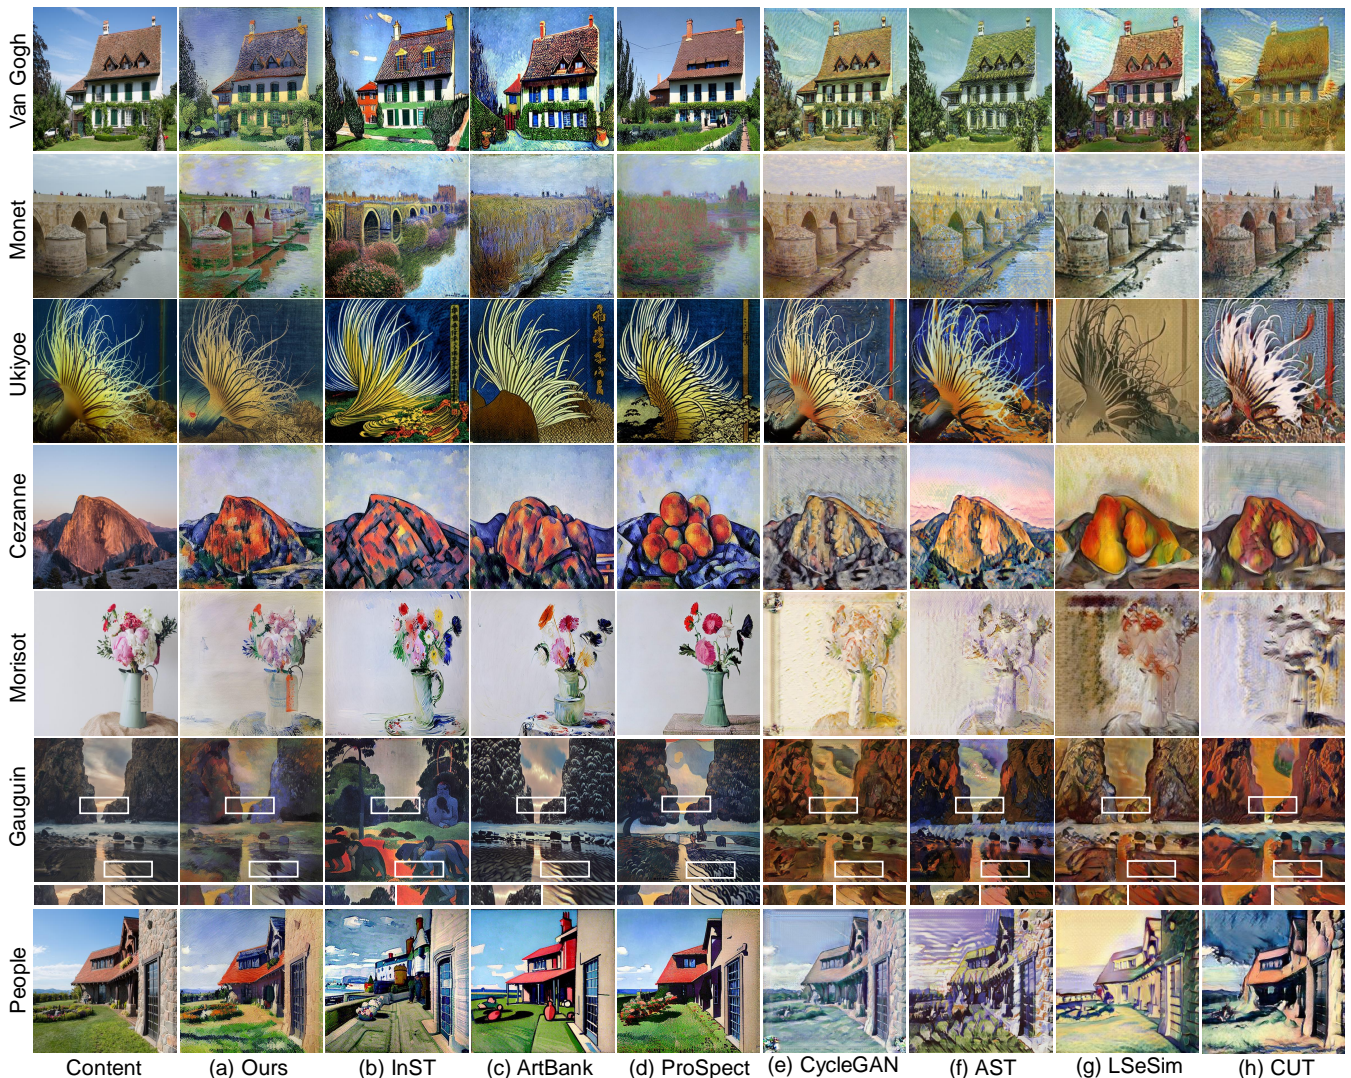 Van Gogh
Monet
Ukiyoe
Cezanne
Morisot
Gauguin
People
Content (a) Ours (b) InST (c) ArtBank (d) ProSpect (e) CycleGAN (f) AST (g) LSeSim (h) CUT